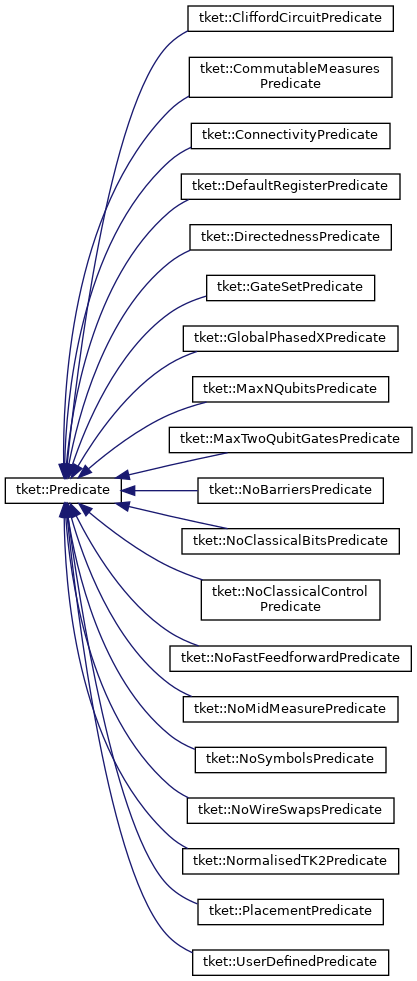 tket::CliffordCircuitPredicate
tket::CommutableMeasures
Predicate
tket::ConnectivityPredicate
tket::DefaultRegisterPredicate
tket::DirectednessPredicate
tket::GateSetPredicate
tket::GlobalPhasedXPredicate
tket::MaxNQubitsPredicate
tket::MaxTwoQubitGatesPredicate
tket::Predicate
tket::NoBarriersPredicate
tket::NoClassicalBitsPredicate
tket::NoClassicalControl
Predicate
tket::NoFastFeedforwardPredicate
tket::NoMidMeasurePredicate
tket::NoSymbolsPredicate
tket::NoWireSwapsPredicate
tket::NormalisedTK2Predicate
tket::PlacementPredicate
tket::UserDefinedPredicate